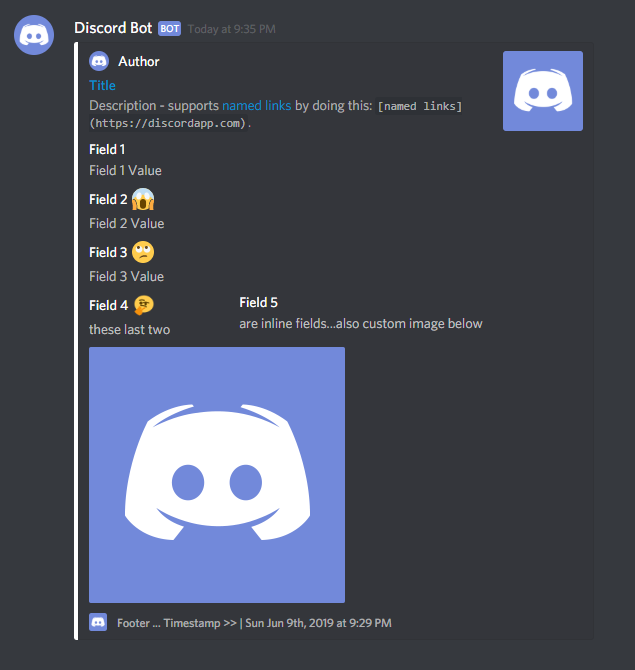 Discord Bot BOT Today at 9:35 PM
Author
Title
Description - supports named links by doing this: [named links]
(https://discordapp.com).
Field 1
Field 1 Value
Field 2 😱
Field 2 Value
Field 3 🙄
Field 3 Value
Field 4 🤔 Field 5
these last two are inline fields...also custom image below
Footer ... Timestamp >> | Sun Jun 9th, 2019 at 9:29 PM